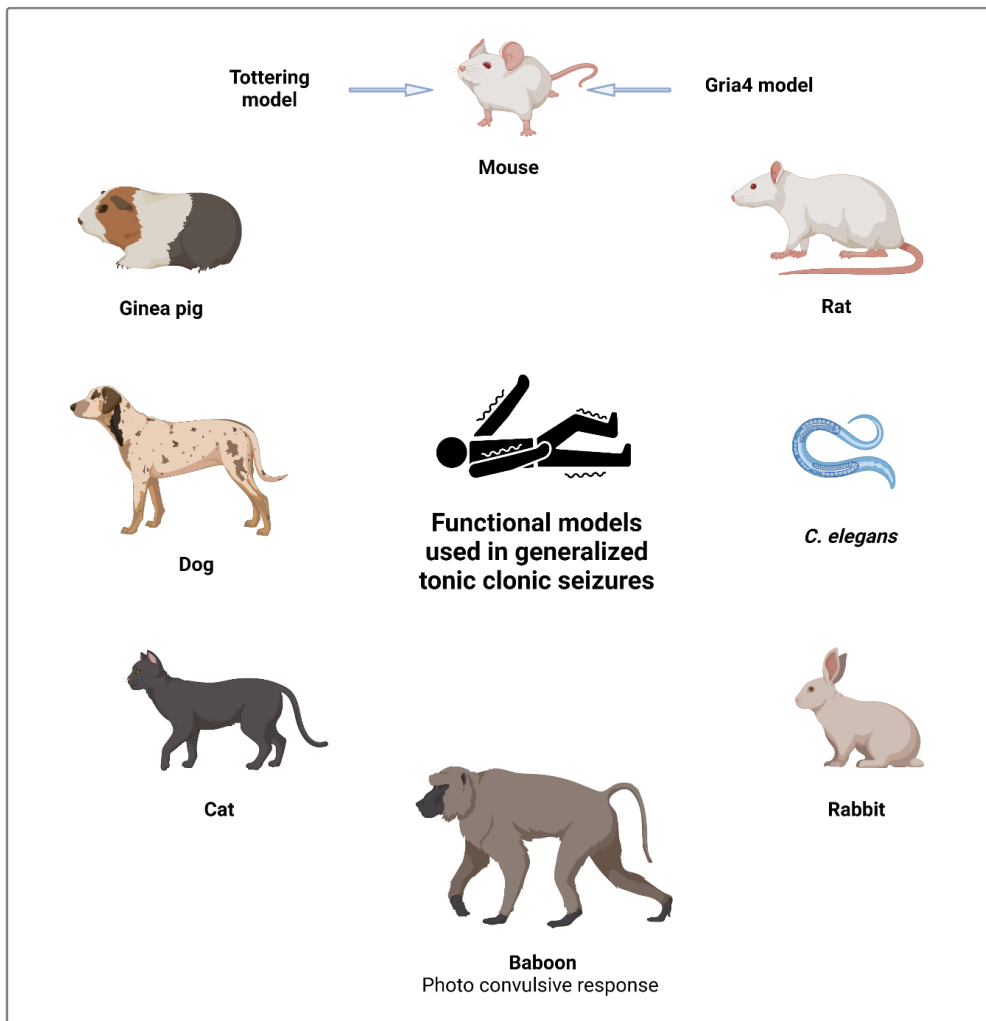 Tottering
model
Gria4 model
Mouse
Ginea pig
Rat
Dog
Functional models
used in generalized
tonic clonic seizures
C. elegans
Cat
Rabbit
Baboon
Photo convulsive response